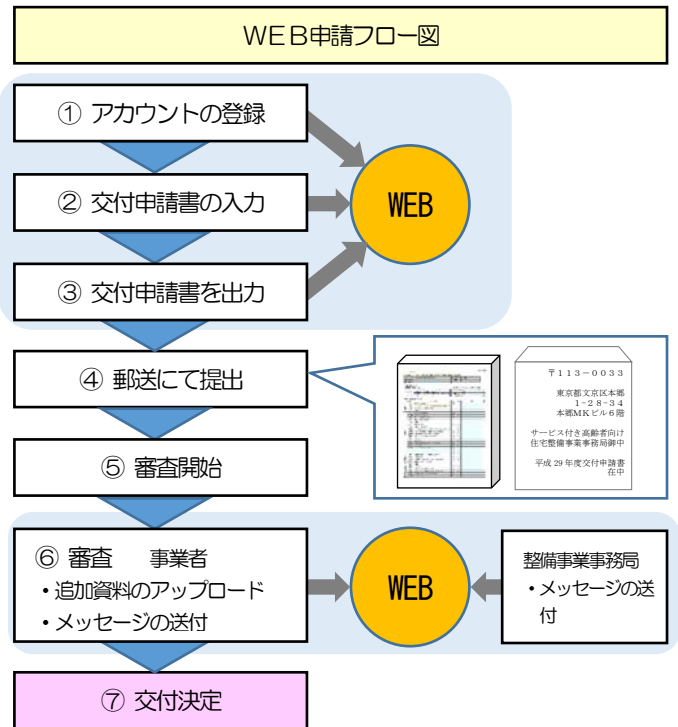 WEB申請フロー図
① アカウントの登録
② 交付申請書の入力
WEB
③ 交付申請書を出力
④ 郵送にて提出
〒113-0033
東京都文京区本郷
1-28-34
本郷MKビル6階
サービス付き高齢者向け
住宅整備事業事務局御中
平成 29 年度交付申請書
在中
⑤ 審査開始
⑥ 審査 事業者
・追加資料のアップロード
・メッセージの送付
WEB
整備事業事務局
・メッセージの送
付
⑦ 交付決定